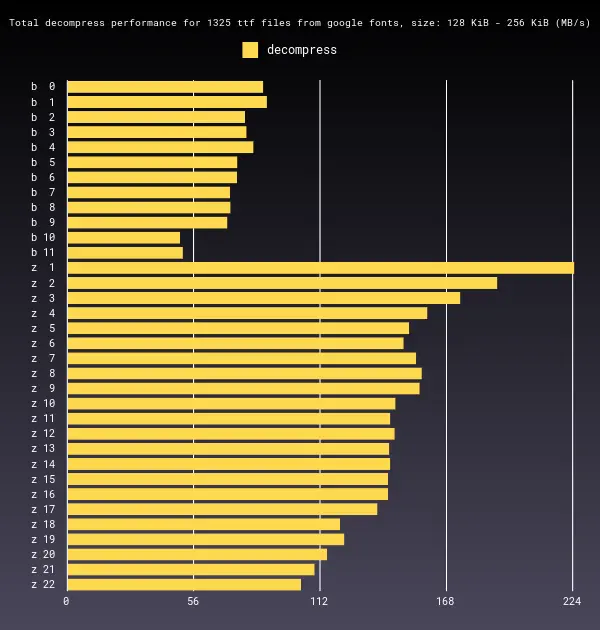 Total decompress performance for 1325 ttf files from google fonts, size: 128 KiB - 256 KiB (MB/s)
decompress
b 0
b 1
b 2
b 3
b 4
b 5
b 6
b 7
b 8
b 9
b 10
b 11
z 1
z 2
z 3
z 4
z 5
z 6
z 7
z 8
z 9
z 10
z 11
z 12
z 13
z 14
z 15
z 16
z 17
z 18
z 19
z 20
z 21
z 22
0 56 112 168 224